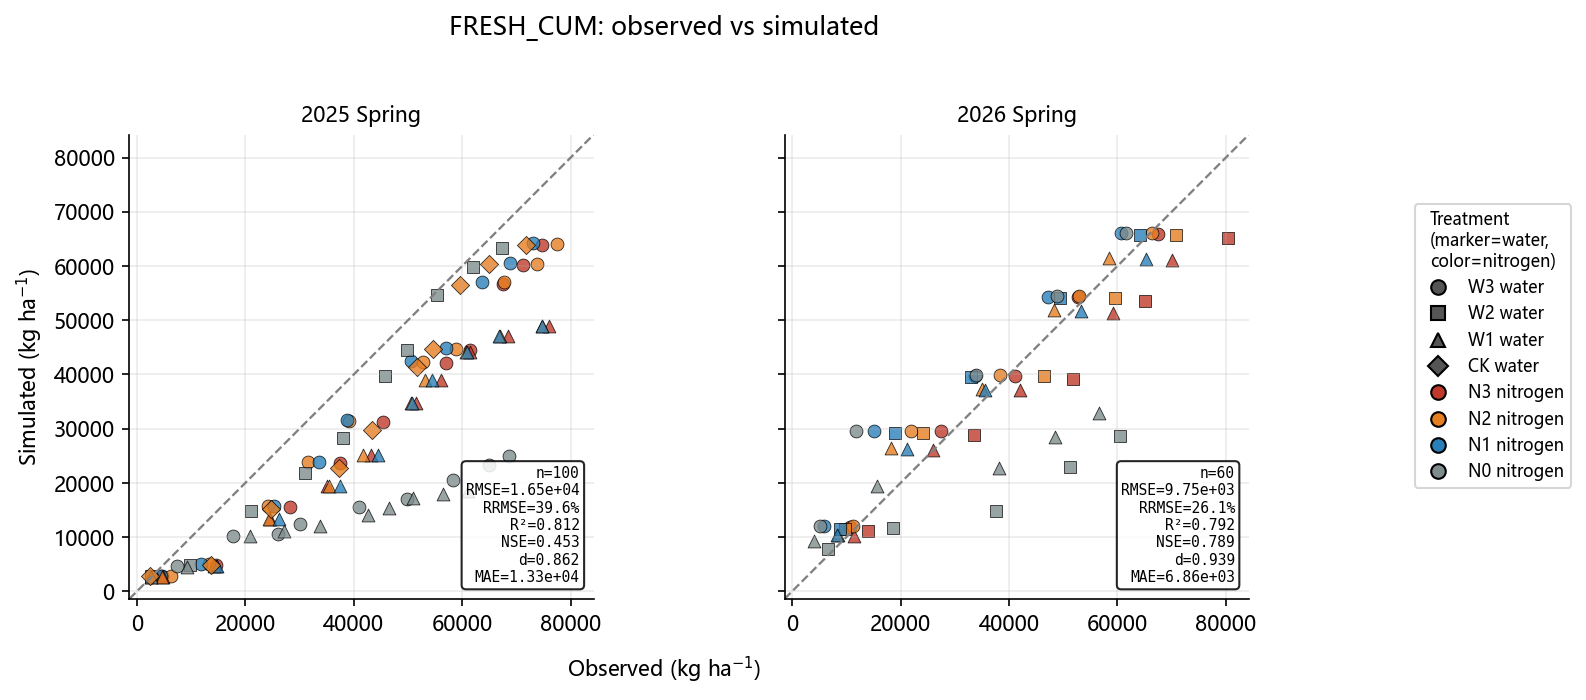 FRESH_CUM: observed vs simulated
2025 Spring
2026 Spring
80000
70000
60000
50000
40000
30000
20000
10000
0
Simulated (kg ha⁻¹)
0 20000 40000 60000 80000
0 20000 40000 60000 80000
Observed (kg ha⁻¹)
n=100
RMSE=1.65e+04
RRMSE=39.6%
R²=0.812
NSE=0.453
d=0.862
MAE=1.33e+04
n=60
RMSE=9.75e+03
RRMSE=26.1%
R²=0.792
NSE=0.789
d=0.939
MAE=6.86e+03
Treatment
(marker=water,
color=nitrogen)
W3 water
W2 water
W1 water
CK water
N3 nitrogen
N2 nitrogen
N1 nitrogen
N0 nitrogen